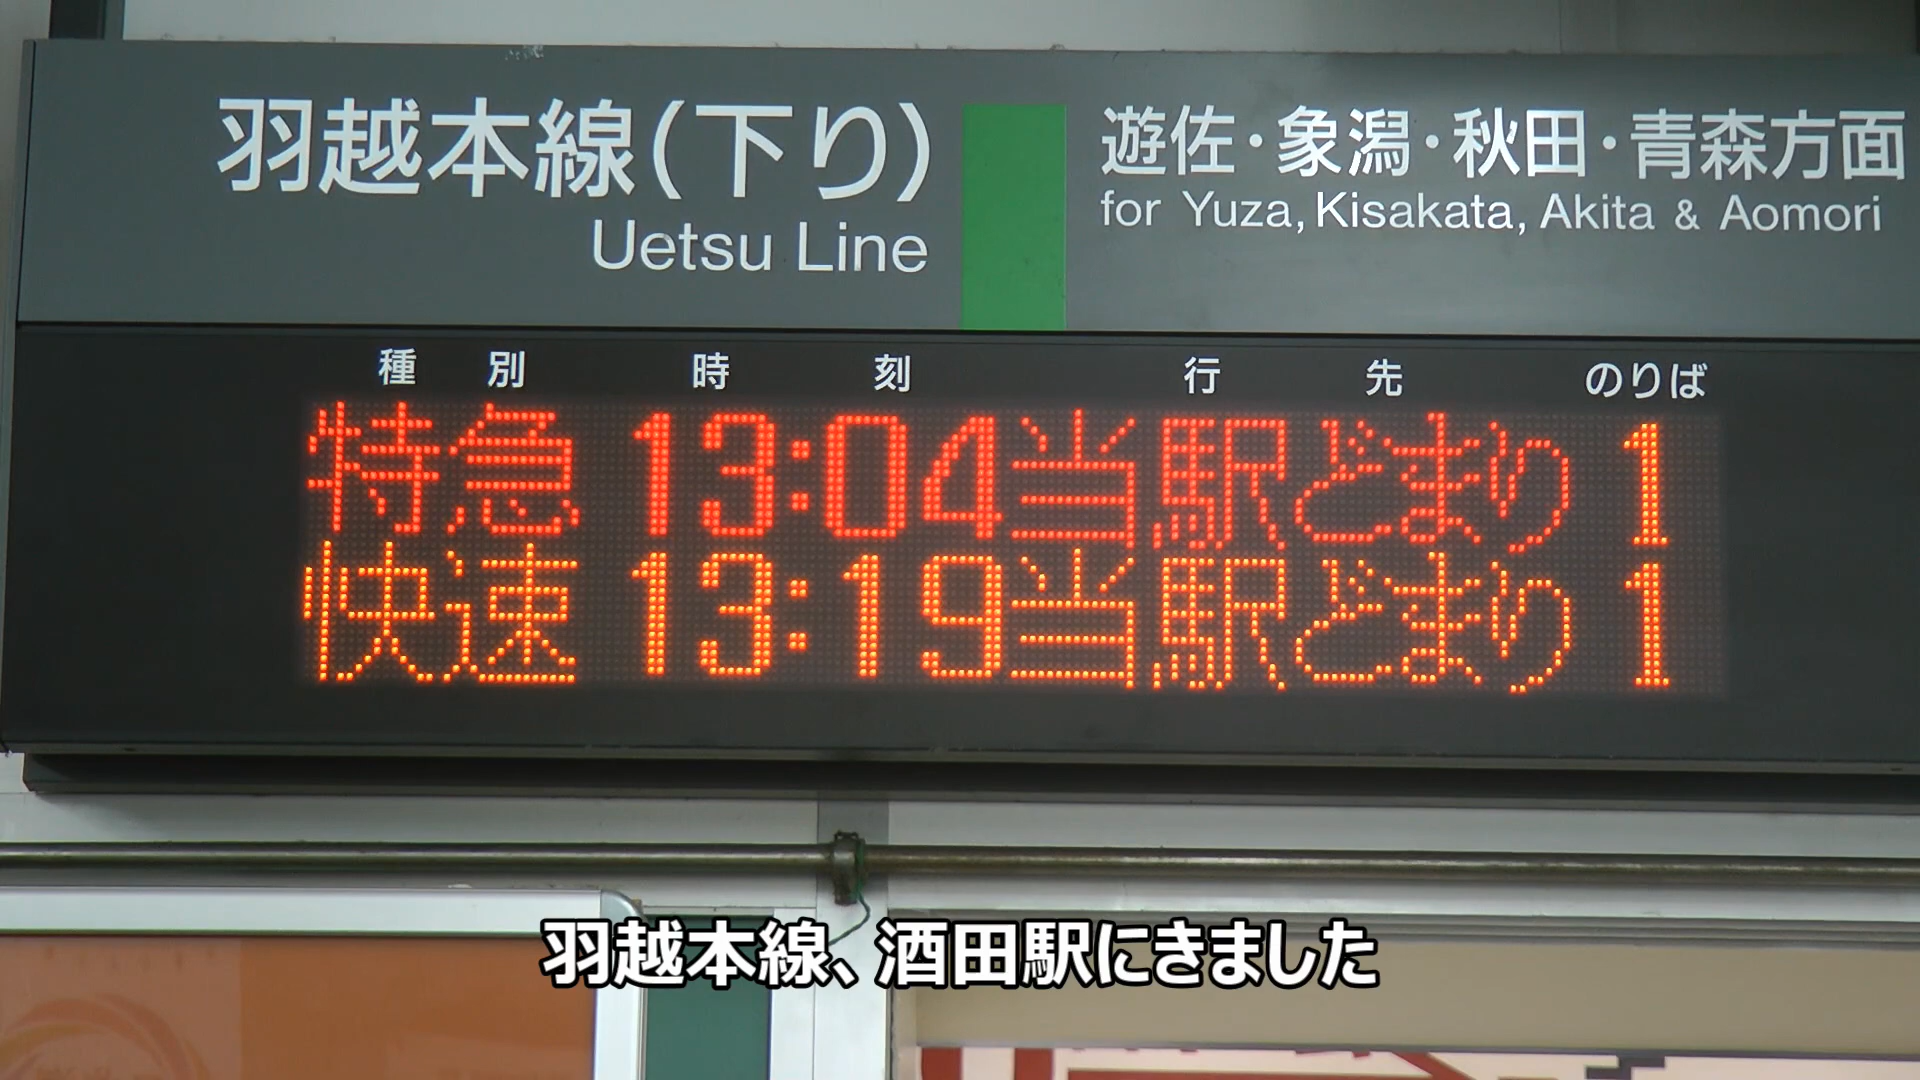 羽越本線(下り)
Uetsu Line
遊佐・象潟・秋田・青森方面
for Yuza, Kisakata, Akita & Aomori
種別 時刻 行先 のりば
特急 13:04 当駅どまり 1
快速 13:19 当駅どまり 1
羽越本線、酒田駅にきました